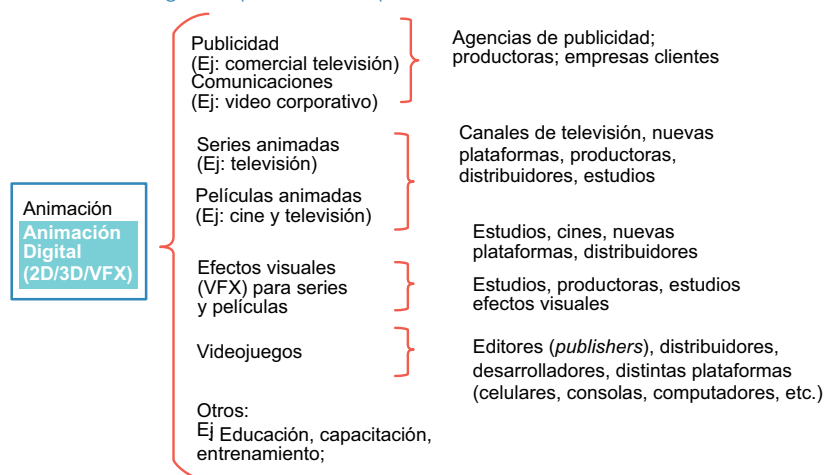 Publicidad
(Ej: comercial televisión)
Comunicaciones
(Ej: video corporativo)
Agencias de publicidad;
productoras; empresas clientes
Series animadas
(Ej: televisión)
Películas animadas
(Ej: cine y televisión)
Canales de televisión, nuevas
plataformas, productoras,
distribuidores, estudios
Animación
Animación
Digital
(2D/3D/VFX)
Estudios, cines, nuevas
plataformas, distribuidores
Efectos visuales
(VFX) para series
y películas
Estudios, productoras, estudios
efectos visuales
Videojuegos
Editores (publishers), distribuidores,
desarrolladores, distintas plataformas
(celulares, consolas, computadores, etc.)
Otros:
Ej: Educación, capacitación,
entrenamiento;